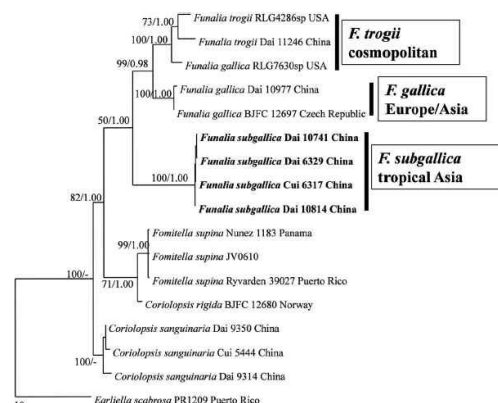 73/1.00
Funalia trogii RLG4286sp USA
Funalia trogii Dai 11246 China
100/1.00
Funalia gallica RLG7630sp USA
F. trogii
cosmopolitan
99/0.98
100/1.00
Funalia gallica Dai 10977 China
Funalia gallica BJFC 12697 Czech Republic
F. gallica
Europe/Asia
50/1.00
Funalia subgallica Dai 10741 China
Funalia subgallica Dai 6329 China
100/1.00
Funalia subgallica Cui 6317 China
Funalia subgallica Dai 10814 China
F. subgallica
tropical Asia
82/1.00
99/1.00
Fomitella supina Nunez 1183 Panama
Fomitella supina JV0610
Fomitella supina Ryvarden 39027 Puerto Rico
71/1.00
Coriolopsis rigida BJFC 12680 Norway
100/-
Coriolopsis sanguinaria Dai 9350 China
Coriolopsis sanguinaria Cui 5444 China
100/-
Coriolopsis sanguinaria Dai 9314 China
Earliella scabrosa PR1209 Puerto Rico